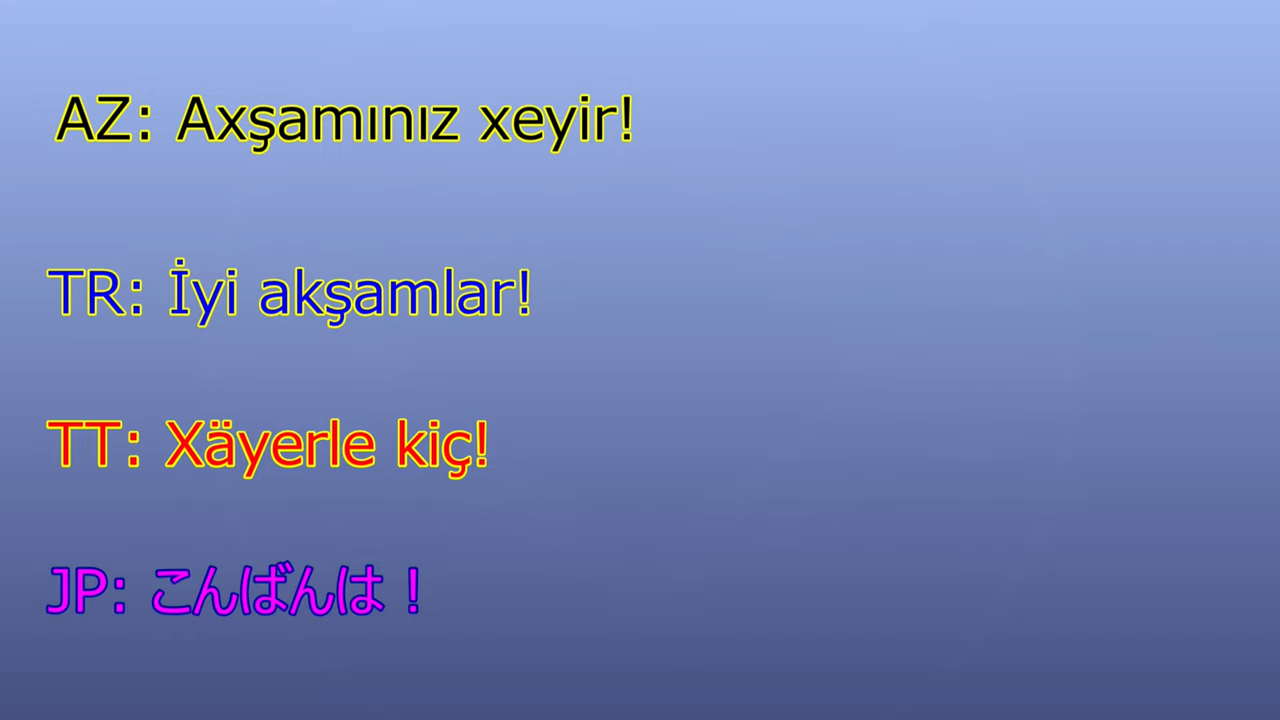 AZ: Axşamınız xeyir!
TR: İyi akşamlar!
TT: Xäyerle kiç!
JP: こんばんは！